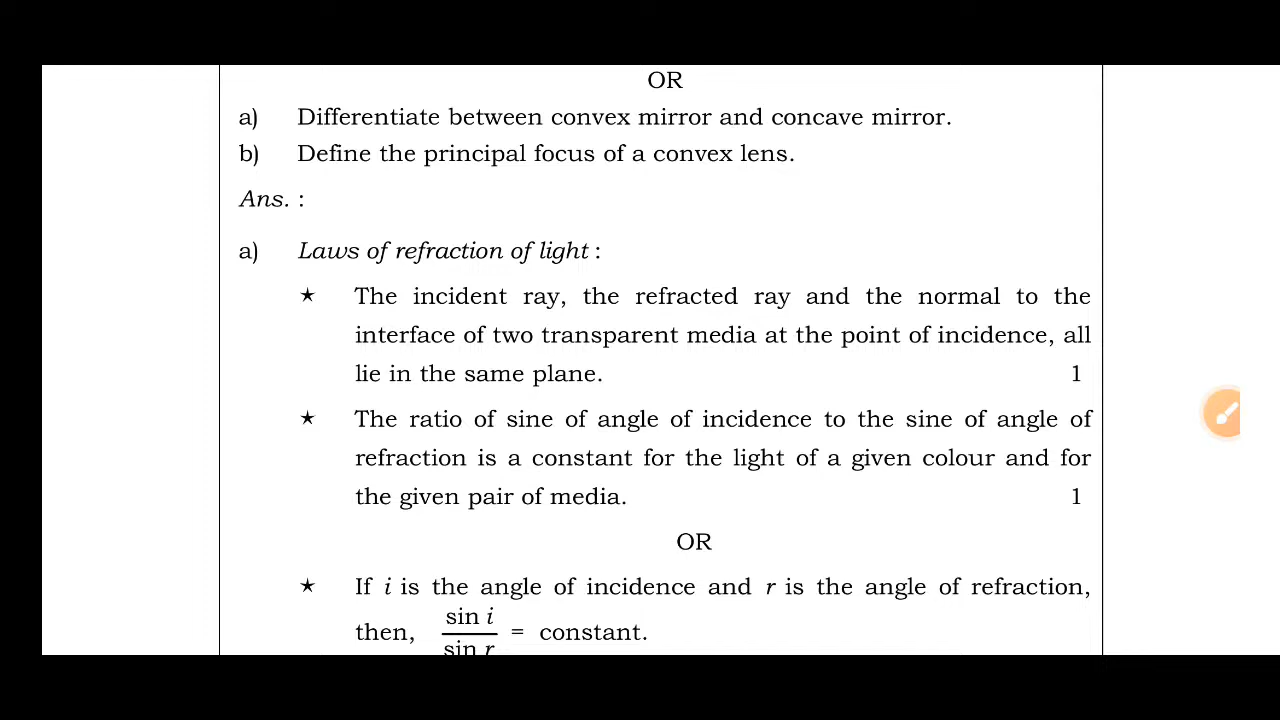 OR
a) Differentiate between convex mirror and concave mirror.
b) Define the principal focus of a convex lens.
Ans. :
a) Laws of refraction of light :
★ The incident ray, the refracted ray and the normal to the
interface of two transparent media at the point of incidence, all
lie in the same plane. 1
★ The ratio of sine of angle of incidence to the sine of angle of
refraction is a constant for the light of a given colour and for
the given pair of media. 1
OR
★ If i is the angle of incidence and r is the angle of refraction,
sin i
then, = constant.
sin r